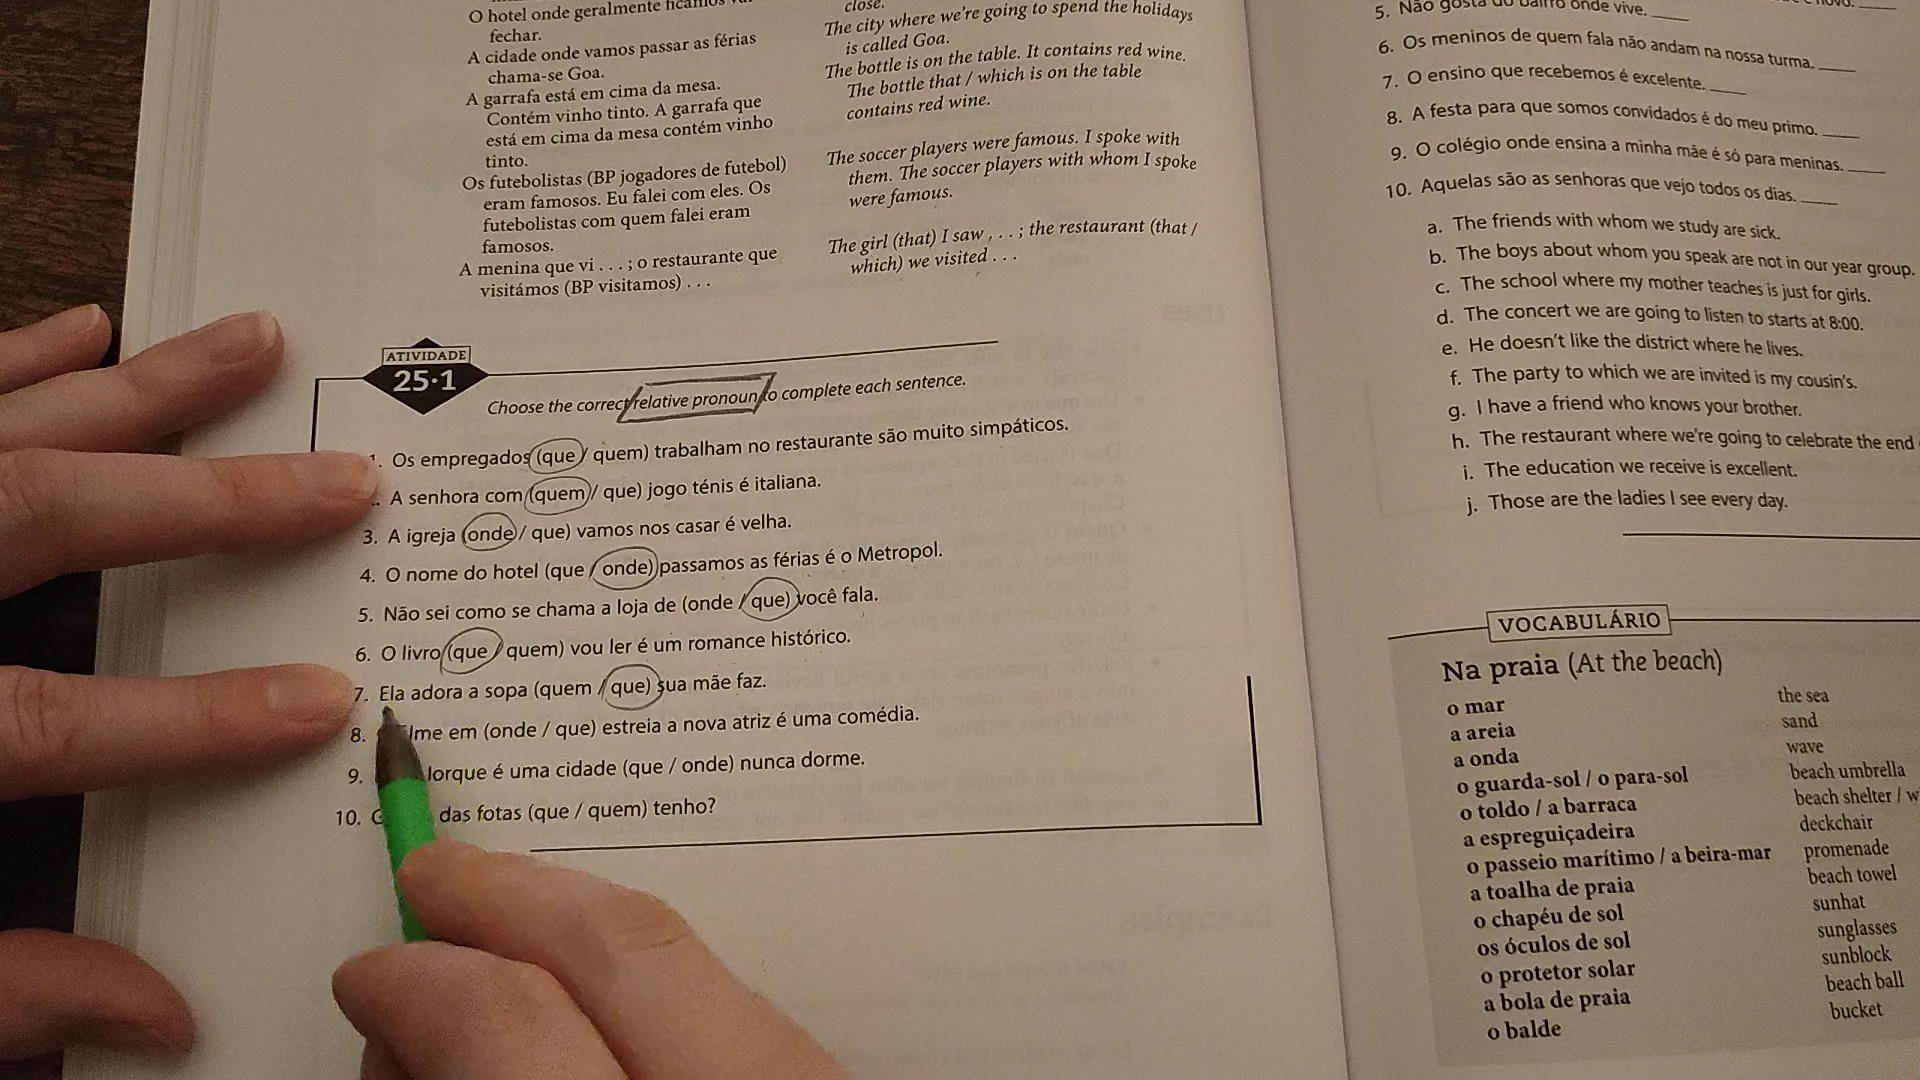 O hotel onde geralmente ficamos
fechar.
A cidade onde vamos passar as férias
chama-se Goa.
A garrafa está em cima da mesa.
Contém vinho tinto. A garrafa que
está em cima da mesa contém vinho
tinto.
Os futebolistas (BP jogadores de futebol)
eram famosos. Eu falei com eles. Os
futebolistas com quem falei eram
famosos.
A menina que vi . . . ; o restaurante que
visitámos (BP visitamos) . . .
close.
The city where we're going to spend the holidays
is called Goa.
The bottle is on the table. It contains red wine.
The bottle that / which is on the table
contains red wine.
The soccer players were famous. I spoke with
them. The soccer players with whom I spoke
were famous.
The girl (that) I saw , . . ; the restaurant (that /
which) we visited . . .
ATIVIDADE
25·1
Choose the correct relative pronoun to complete each sentence.
1. Os empregados (que / quem) trabalham no restaurante são muito simpáticos.
. A senhora com (quem / que) jogo ténis é italiana.
3. A igreja (onde / que) vamos nos casar é velha.
4. O nome do hotel (que / onde) passamos as férias é o Metropol.
5. Não sei como se chama a loja de (onde / que) você fala.
6. O livro (que / quem) vou ler é um romance histórico.
7. Ela adora a sopa (quem / que) sua mãe faz.
8. lme em (onde / que) estreia a nova atriz é uma comédia.
9. lorque é uma cidade (que / onde) nunca dorme.
10. das fotas (que / quem) tenho?
5. Não gosta do bairro onde vive. ____
6. Os meninos de quem fala não andam na nossa turma. ____
7. O ensino que recebemos é excelente. ____
8. A festa para que somos convidados é do meu primo. ____
9. O colégio onde ensina a minha mãe é só para meninas. ____
10. Aquelas são as senhoras que vejo todos os dias. ____
a. The friends with whom we study are sick.
b. The boys about whom you speak are not in our year group.
c. The school where my mother teaches is just for girls.
d. The concert we are going to listen to starts at 8:00.
e. He doesn't like the district where he lives.
f. The party to which we are invited is my cousin's.
g. I have a friend who knows your brother.
h. The restaurant where we're going to celebrate the end
i. The education we receive is excellent.
j. Those are the ladies I see every day.
VOCABULÁRIO
Na praia (At the beach)
o mar the sea
a areia sand
a onda wave
o guarda-sol / o para-sol beach umbrella
o toldo / a barraca beach shelter / w
a espreguiçadeira deckchair
o passeio marítimo / a beira-mar promenade
a toalha de praia beach towel
o chapéu de sol sunhat
os óculos de sol sunglasses
o protetor solar sunblock
a bola de praia beach ball
o balde bucket